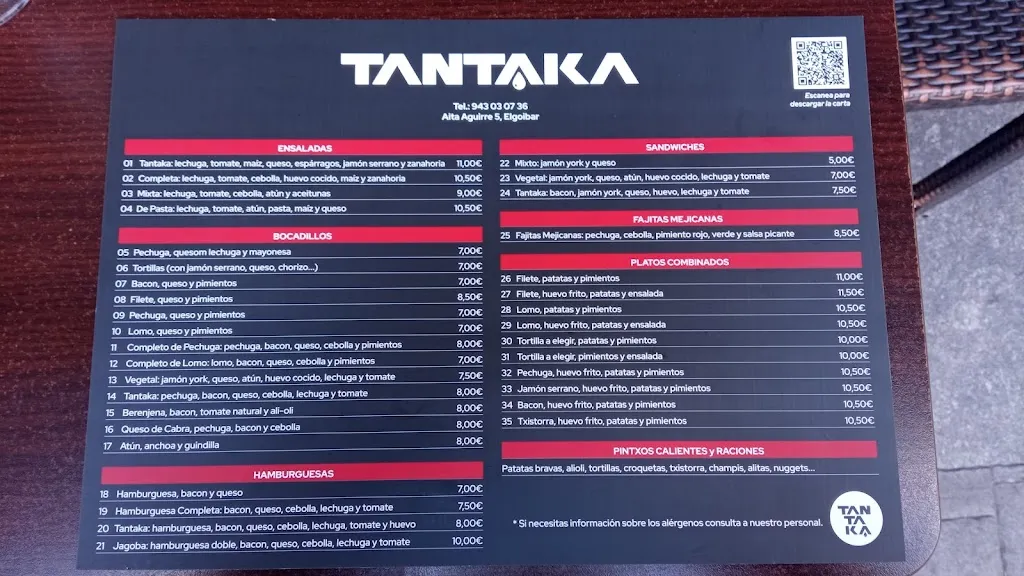 TANTAKA
Tel.: 943 03 07 36
Aita Aguirre 5, Elgoibar
Escanea para
descargar la carta
ENSALADAS
01 Tantaka: lechuga, tomate, maiz, queso, espárragos, jamón serrano y zanahoria 11,00€
02 Completa: lechuga, tomate, cebolla, huevo cocido, maiz y zanahoria 10,50€
03 Mixta: lechuga, tomate, cebolla, atún y aceitunas 9,00€
04 De Pasta: lechuga, tomate, atún, pasta, maíz y queso 10,50€
BOCADILLOS
05 Pechuga, quesom lechuga y mayonesa 7,00€
06 Tortillas (con jamón serrano, queso, chorizo...) 7,00€
07 Bacon, queso y pimientos 7,00€
08 Filete, queso y pimientos 8,50€
09 Pechuga, queso y pimientos 7,00€
10 Lomo, queso y pimientos 7,00€
11 Completo de Pechuga: pechuga, bacon, queso, cebolla y pimientos 8,00€
12 Completo de Lomo: lomo, bacon, queso, cebolla y pimientos 7,00€
13 Vegetal: jamón york, queso, atún, huevo cocido, lechuga y tomate 7,50€
14 Tantaka: pechuga, bacon, queso, cebolla, lechuga y tomate 8,00€
15 Berenjena, bacon, tomate natural y ali-oli 8,00€
16 Queso de Cabra, pechuga, bacon y cebolla 8,00€
17 Atún, anchoa y guindilla 8,00€
HAMBURGUESAS
18 Hamburguesa, bacon y queso 7,00€
19 Hamburguesa Completa: bacon, queso, cebolla, lechuga y tomate 7,50€
20 Tantaka: hamburguesa, bacon, queso, cebolla, lechuga, tomate y huevo 8,00€
21 Jagoba: hamburguesa doble, bacon, queso, cebolla, lechuga y tomate 10,00€
SANDWICHES
22 Mixto: jamón york y queso 5,00€
23 Vegetal: jamón york, queso, atún, huevo cocido, lechuga y tomate 7,00€
24 Tantaka: bacon, jamón york, queso, huevo, lechuga y tomate 7,50€
FAJITAS MEJICANAS
25 Fajitas Mejicanas: pechuga, cebolla, pimiento rojo, verde y salsa picante 8,50€
PLATOS COMBINADOS
26 Filete, patatas y pimientos 11,00€
27 Filete, huevo frito, patatas y ensalada 11,50€
28 Lomo, patatas y pimientos 10,50€
29 Lomo, huevo frito, patatas y ensalada 10,50€
30 Tortilla a elegir, patatas y pimientos 10,00€
31 Tortilla a elegir, pimientos y ensalada 10,00€
32 Pechuga, huevo frito, patatas y pimientos 10,50€
33 Jamón serrano, huevo frito, patatas y pimientos 10,50€
34 Bacon, huevo frito, patatas y pimientos 10,50€
35 Txistorra, huevo frito, patatas y pimientos 10,50€
PINTXOS CALIENTES y RACIONES
Patatas bravas, alioli, tortillas, croquetas, txistorra, champis, alitas, nuggets...
* Si necesitas información sobre los alérgenos consulta a nuestro personal.
TAN
TA
KA